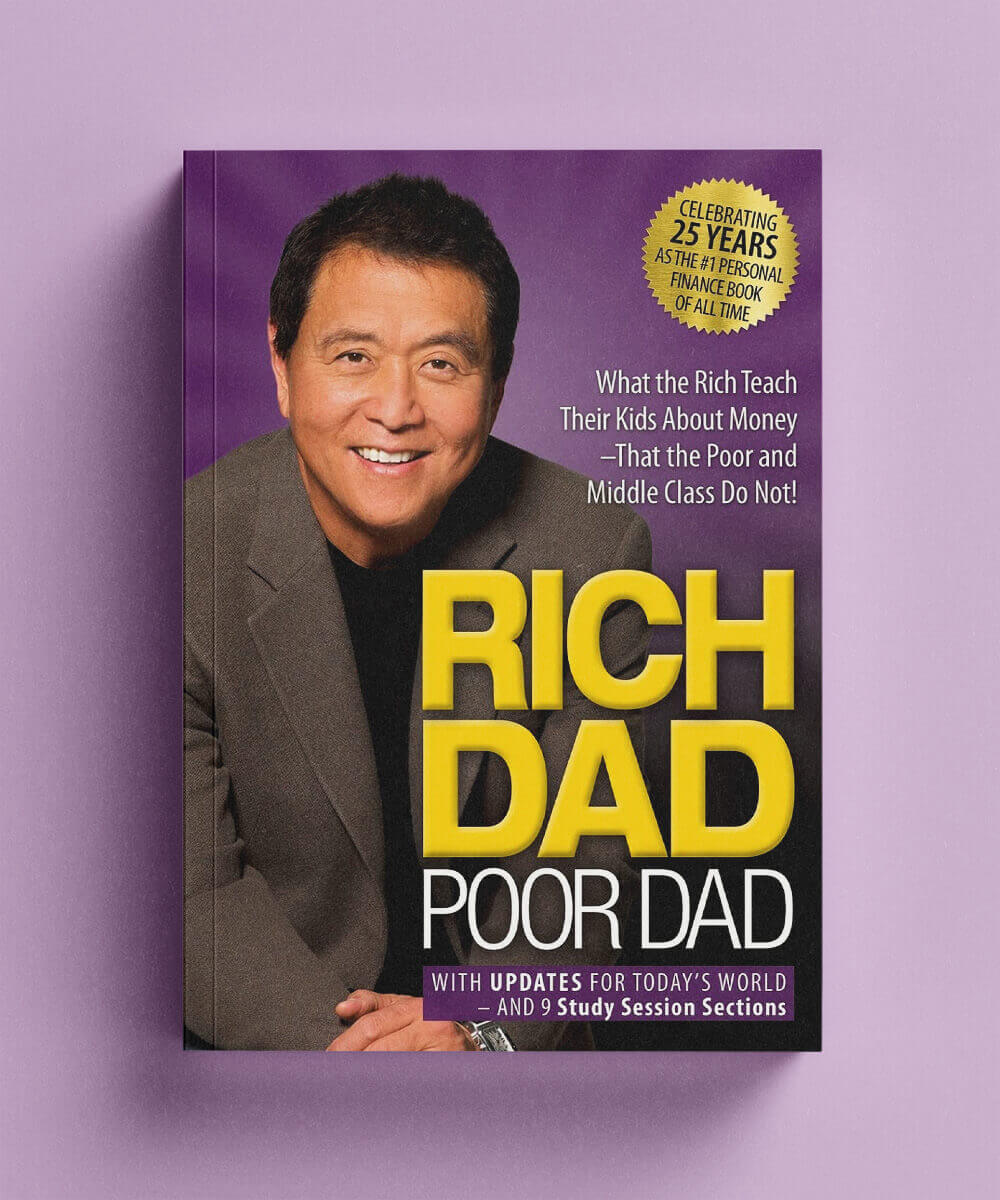 CELEBRATING
25 YEARS
AS THE #1 PERSONAL
FINANCE BOOK
OF ALL TIME
What the Rich Teach
Their Kids About Money
–That the Poor and
Middle Class Do Not!
RICH
DAD
POOR DAD
WITH UPDATES FOR TODAY'S WORLD
– AND 9 Study Session Sections